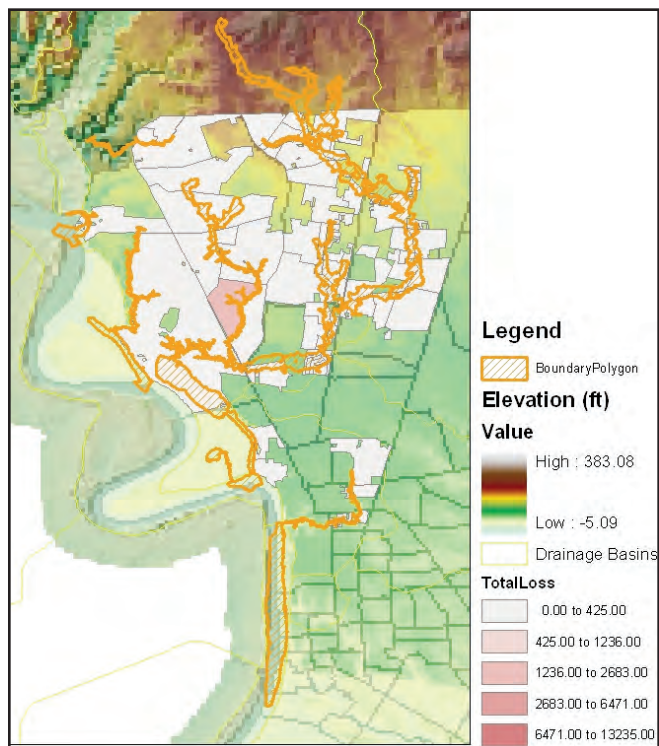 Legend
BoundaryPolygon
Elevation (ft)
Value
High : 383.08
Low : -5.09
Drainage Basins
TotalLoss
0.00 to 425.00
425.00 to 1236.00
1236.00 to 2683.00
2683.00 to 6471.00
6471.00 to 13235.00